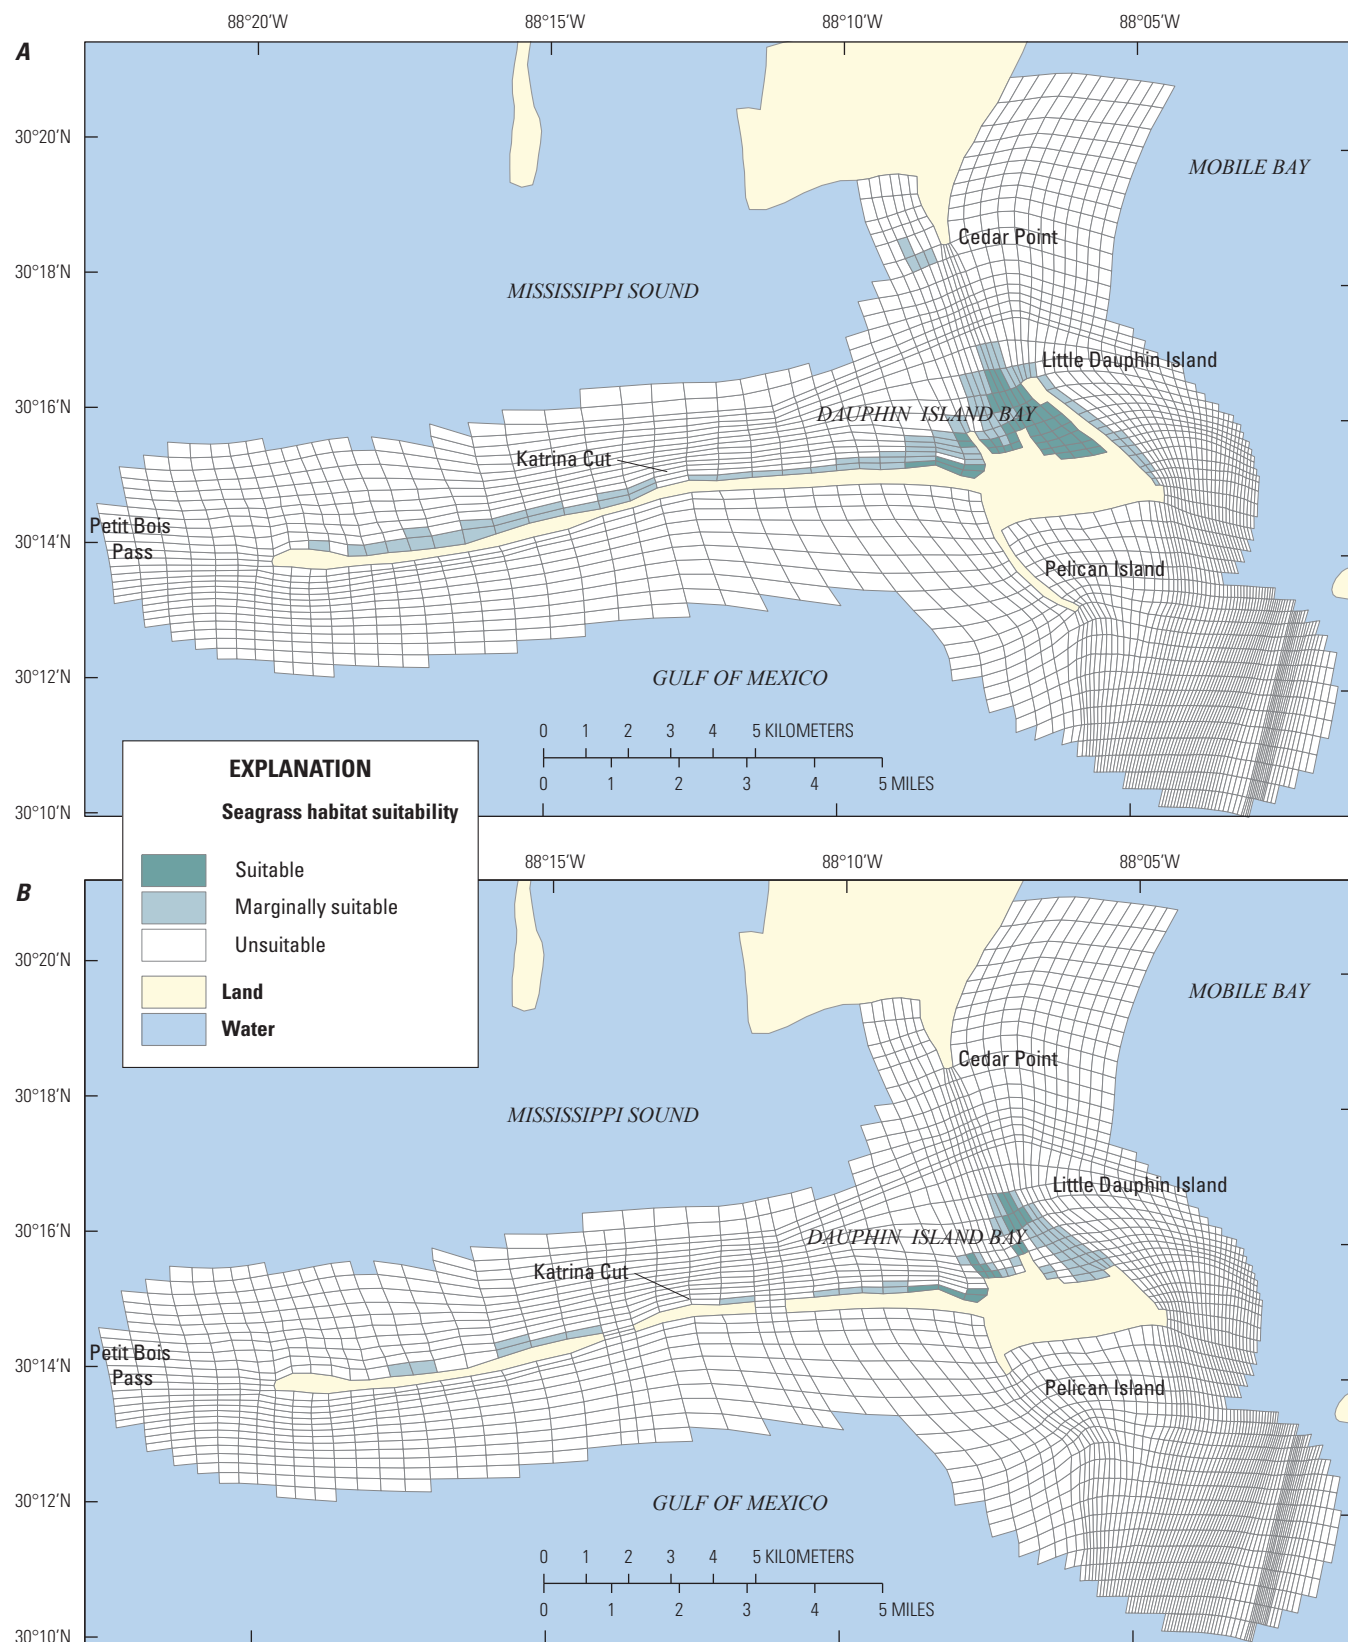 88°20′W 88°15′W 88°10′W 88°05′W
A
30°20′N
MOBILE BAY
Cedar Point
30°18′N
MISSISSIPPI SOUND
Little Dauphin Island
30°16′N
DAUPHIN ISLAND BAY
Katrina Cut
Petit Bois
Pass
30°14′N
Pelican Island
30°12′N
GULF OF MEXICO
0 1 2 3 4 5 KILOMETERS
0 1 2 3 4 5 MILES
30°10′N
EXPLANATION
Seagrass habitat suitability
Suitable
Marginally suitable
Unsuitable
Land
Water
88°15′W 88°10′W 88°05′W
B
30°20′N
MOBILE BAY
Cedar Point
30°18′N
MISSISSIPPI SOUND
Little Dauphin Island
30°16′N
DAUPHIN ISLAND BAY
Katrina Cut
Petit Bois
Pass
30°14′N
Pelican Island
30°12′N
GULF OF MEXICO
0 1 2 3 4 5 KILOMETERS
0 1 2 3 4 5 MILES
30°10′N